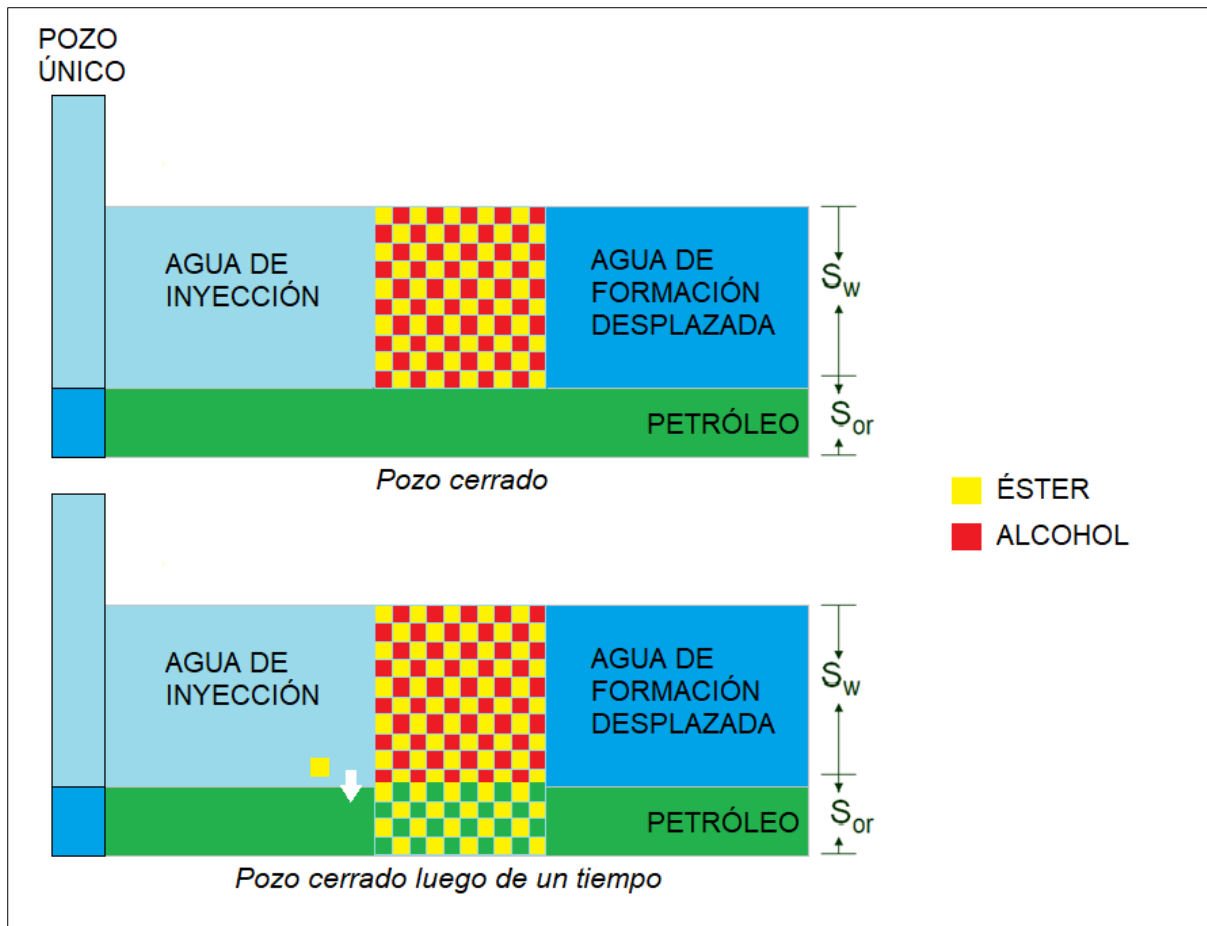 POZO
ÚNICO
AGUA DE
INYECCIÓN
AGUA DE
FORMACIÓN
DESPLAZADA
Sw
PETRÓLEO
Sor
Pozo cerrado
ÉSTER
ALCOHOL
AGUA DE
INYECCIÓN
AGUA DE
FORMACIÓN
DESPLAZADA
Sw
PETRÓLEO
Sor
Pozo cerrado luego de un tiempo